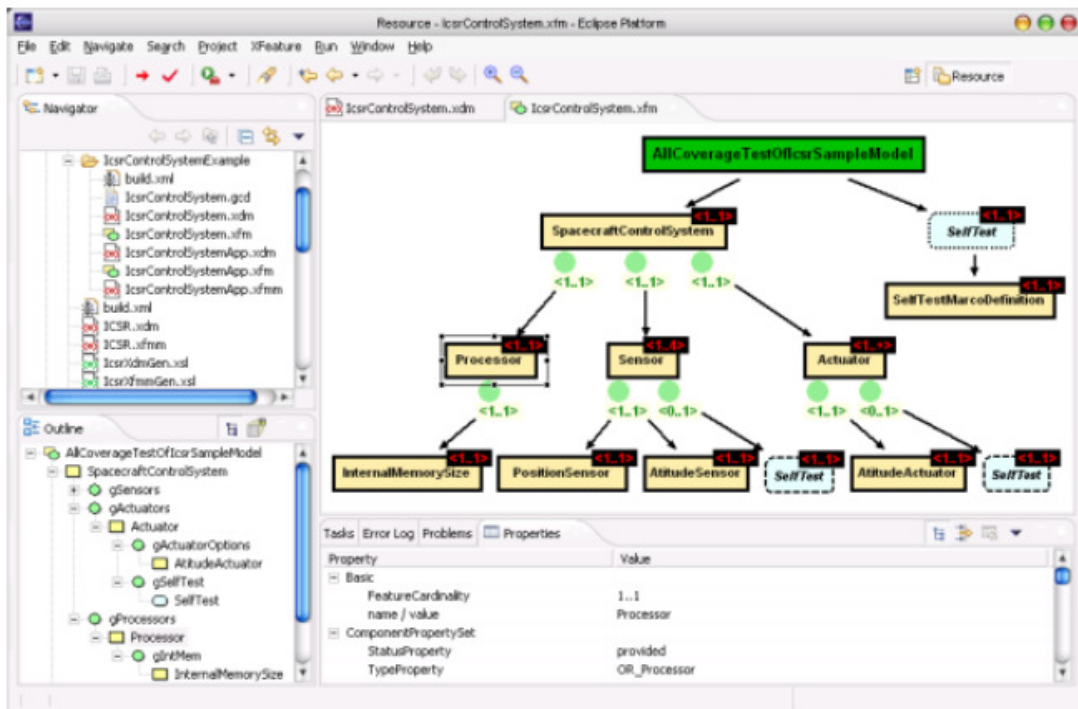 Resource - IcsrControlSystem.xfm - Eclipse Platform
File Edit Navigate Search Project XFeature Run Window Help
Resource
Navigator
IcsrControlSystemExample
build.xml
IcsrControlSystem.gcd
IcsrControlSystem.xdm
IcsrControlSystem.xfm
IcsrControlSystemApp.xdm
IcsrControlSystemApp.xfm
IcsrControlSystemApp.xfmm
build.xml
ICSR.xdm
ICSR.xfmm
IcsrXdmGen.xsl
IcsrXfmmGen.xsl
Outline
AllCoverageTestOfIcsrSampleModel
SpacecraftControlSystem
gSensors
gActuators
Actuator
gActuatorOptions
AtitudeActuator
gSelfTest
SelfTest
gProcessors
Processor
gIntMem
InternalMemorySize
IcsrControlSystem.xdm IcsrControlSystem.xfm
AllCoverageTestOfIcsrSampleModel
<1..1> <1..1>
SpacecraftControlSystem SelfTest
<1..1> <1..1> <1..1>
<1..1>
SelfTestMarcoDefinition
<1..1> <1..4> <1..*>
Processor Sensor Actuator
<1..1> <1..1> <0..1> <1..1> <0..1>
<1..1> <1..1> <1..1> <1..1> <1..1> <1..1>
InternalMemorySize PositionSensor AtitudeSensor SelfTest AtitudeActuator SelfTest
Tasks Error Log Problems Properties
Property Value
Basic
FeatureCardinality 1..1
name / value Processor
ComponentPropertySet
StatusProperty provided
TypeProperty OR_Processor